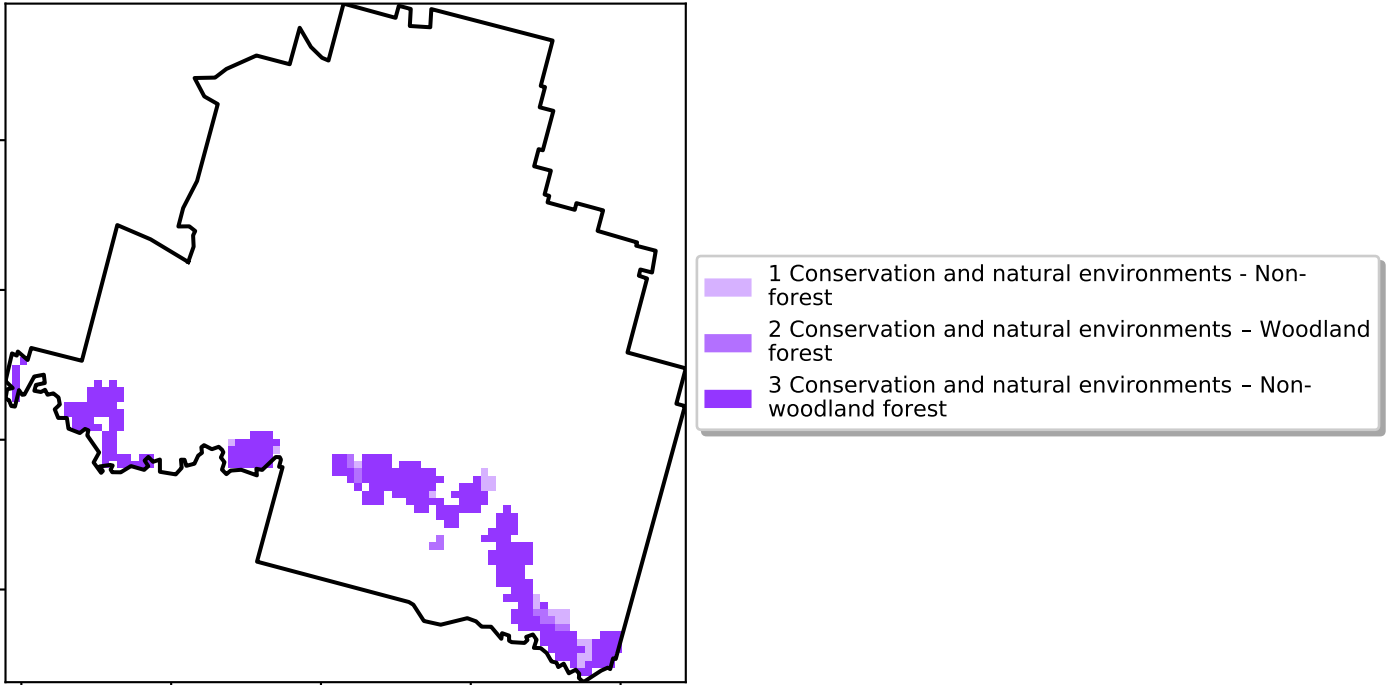 1 Conservation and natural environments - Non-
forest
2 Conservation and natural environments – Woodland
forest
3 Conservation and natural environments – Non-
woodland forest